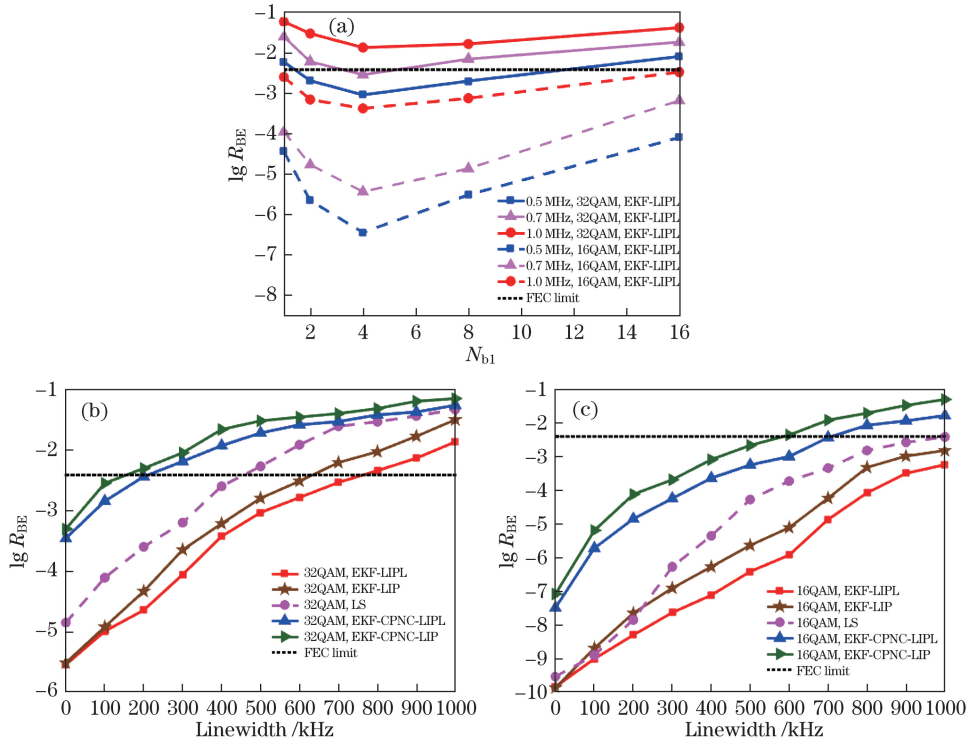 (a)
−1
−2
−3
−4
−5
−6
−7
−8
lg R_BE
0.5 MHz, 32QAM, EKF-LIPL
0.7 MHz, 32QAM, EKF-LIPL
1.0 MHz, 32QAM, EKF-LIPL
0.5 MHz, 16QAM, EKF-LIPL
0.7 MHz, 16QAM, EKF-LIPL
1.0 MHz, 16QAM, EKF-LIPL
FEC limit
2 4 6 8 10 12 14 16
N_b1
(b)
−1
−2
−3
−4
−5
−6
lg R_BE
32QAM, EKF-LIPL
32QAM, EKF-LIP
32QAM, LS
32QAM, EKF-CPNC-LIPL
32QAM, EKF-CPNC-LIP
FEC limit
0 100 200 300 400 500 600 700 800 900 1000
Linewidth /kHz
(c)
−1
−2
−3
−4
−5
−6
−7
−8
−9
−10
lg R_BE
16QAM, EKF-LIPL
16QAM, EKF-LIP
16QAM, LS
16QAM, EKF-CPNC-LIPL
16QAM, EKF-CPNC-LIP
FEC limit
0 100 200 300 400 500 600 700 800 900 1000
Linewidth /kHz